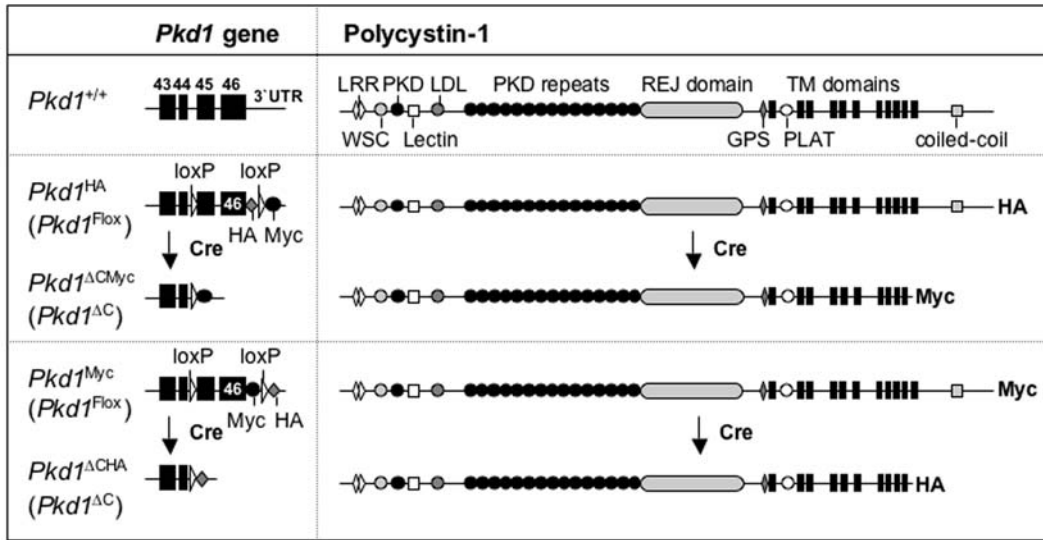 Pkd1 gene
Polycystin-1
Pkd1+/+
43 44 45 46
3`UTR
LRR PKD LDL PKD repeats REJ domain TM domains
WSC Lectin GPS PLAT coiled-coil
loxP loxP
Pkd1HA
(Pkd1Flox)
46
HA Myc
HA
Cre
Cre
Pkd1ΔCMyc
(Pkd1ΔC)
Myc
loxP loxP
Pkd1Myc
(Pkd1Flox)
46
Myc HA
Myc
Cre
Cre
Pkd1ΔCHA
(Pkd1ΔC)
HA